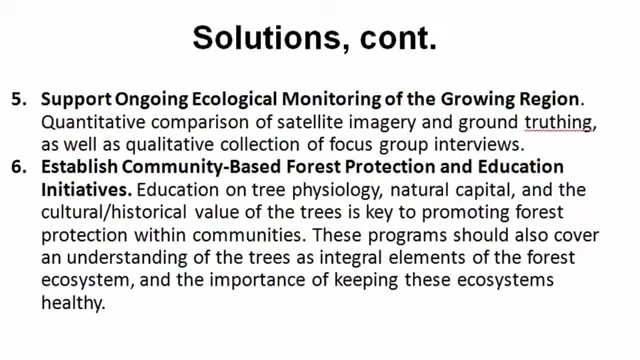 Solutions, cont.
5. Support Ongoing Ecological Monitoring of the Growing Region.
Quantitative comparison of satellite imagery and ground truthing,
as well as qualitative collection of focus group interviews.
6. Establish Community-Based Forest Protection and Education
Initiatives. Education on tree physiology, natural capital, and the
cultural/historical value of the trees is key to promoting forest
protection within communities. These programs should also cover
an understanding of the trees as integral elements of the forest
ecosystem, and the importance of keeping these ecosystems
healthy.